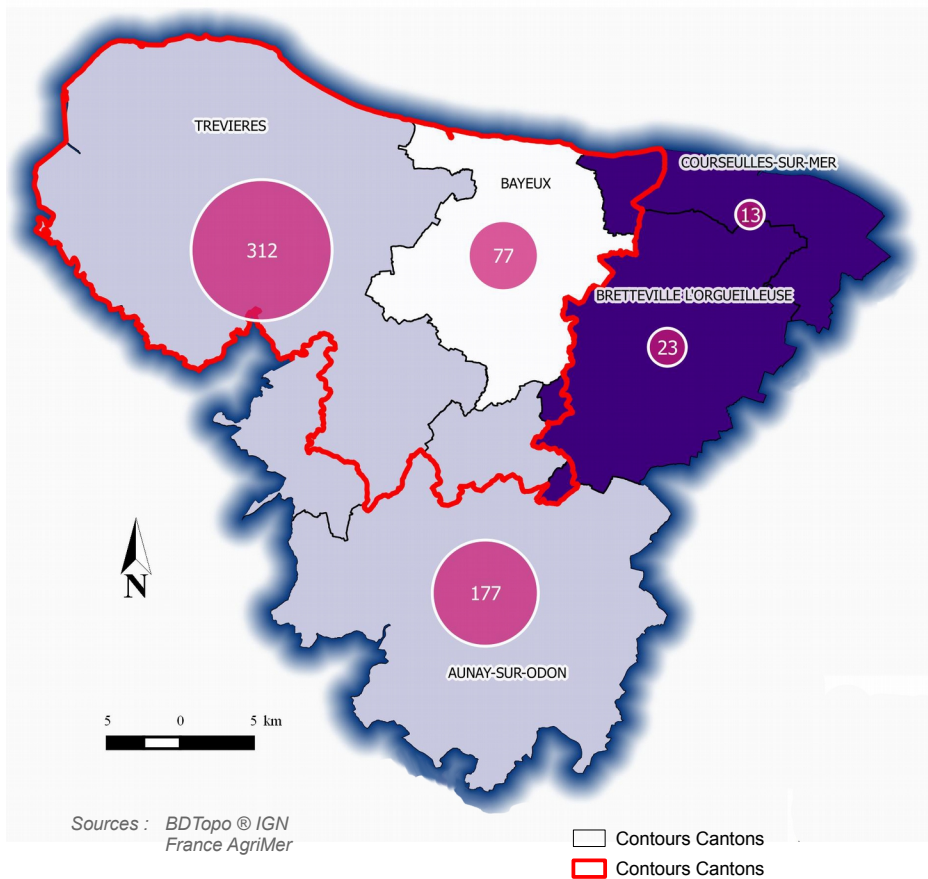 TREVIERES
COURSEULLES-SUR-MER
BAYEUX
13
312
77
BRETTEVILLE L'ORGUEILLEUSE
23
N
177
AUNAY-SUR-ODON
5 0 5 km
Sources : BDTopo ® IGN
France AgriMer
Contours Cantons
Contours Cantons